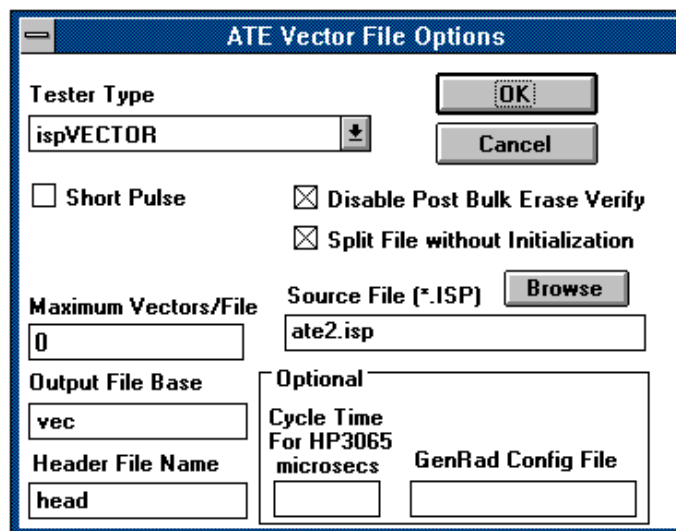 ATE Vector File Options
Tester Type
OK
ispVECTOR
Cancel
Short Pulse
Disable Post Bulk Erase Verify
Split File without Initialization
Maximum Vectors/File
Source File (*.ISP)
Browse
0
ate2.isp
Output File Base
Optional
vec
Cycle Time
For HP3065
microsecs
GenRad Config File
Header File Name
head